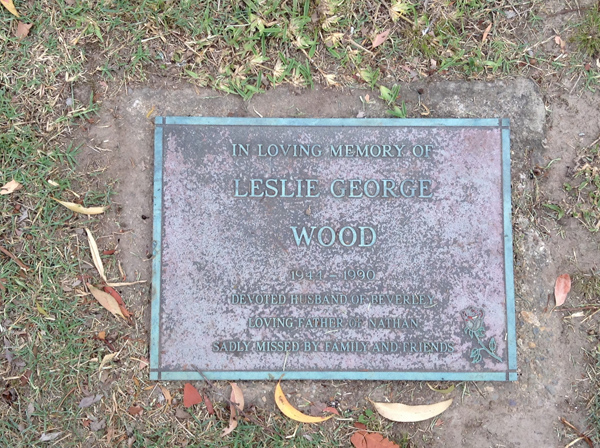 IN LOVING MEMORY OF
LESLIE GEORGE
WOOD
1944 – 1990
DEVOTED HUSBAND OF BEVERLEY
LOVING FATHER OF NATHAN
SADLY MISSED BY FAMILY AND FRIENDS